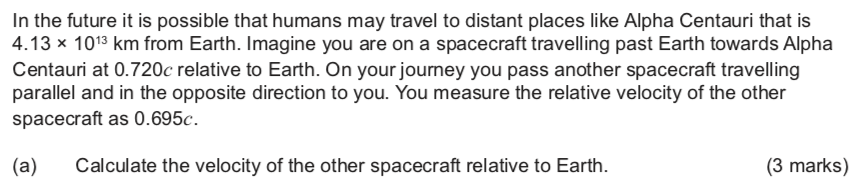 In the future it is possible that humans may travel to distant places like Alpha Centauri that is
4.13 × 10¹³ km from Earth. Imagine you are on a spacecraft travelling past Earth towards Alpha
Centauri at 0.720c relative to Earth. On your journey you pass another spacecraft travelling
parallel and in the opposite direction to you. You measure the relative velocity of the other
spacecraft as 0.695c.
(a) Calculate the velocity of the other spacecraft relative to Earth. (3 marks)